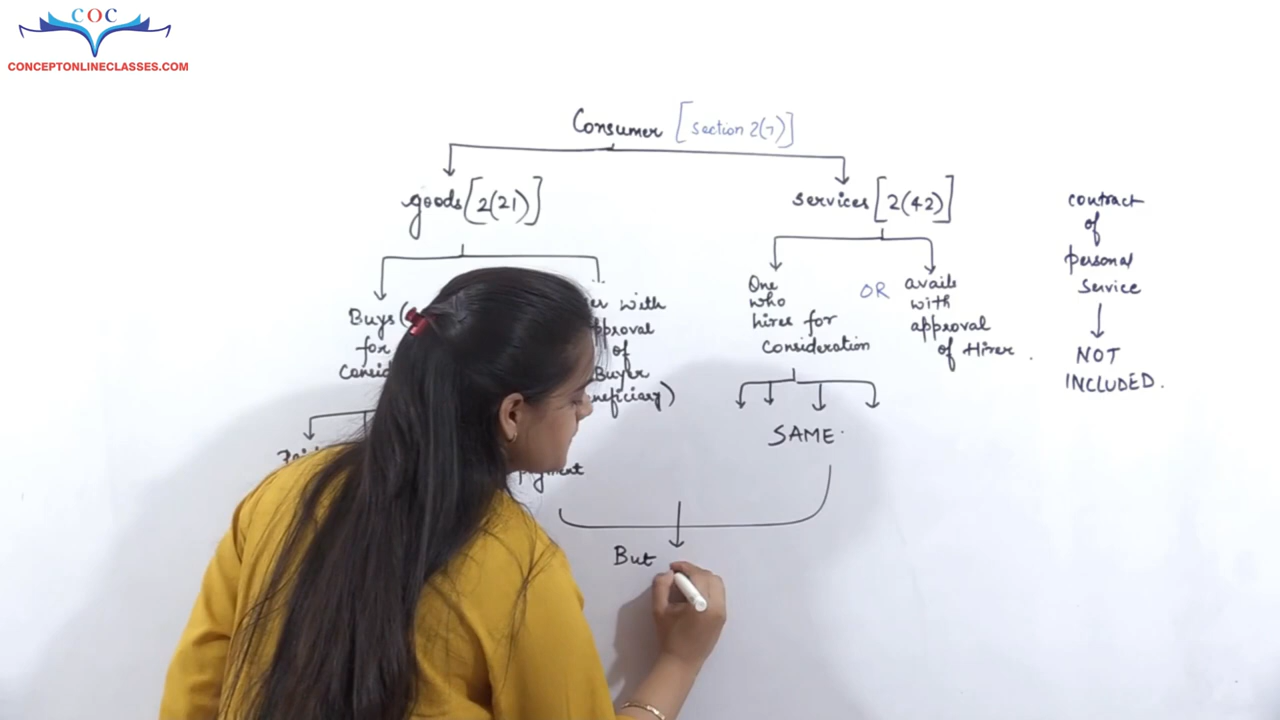 COC
CONCEPTONLINECLASSES.COM
Consumer [section 2(7)]
goods [2(21)]
services [2(42)]
Buys
for
with
of
Buyer
One
who
hires for
Consideration
OR
avails
with
approval
of Hirer.
SAME.
But
contract
of
personal
Service
NOT
INCLUDED.